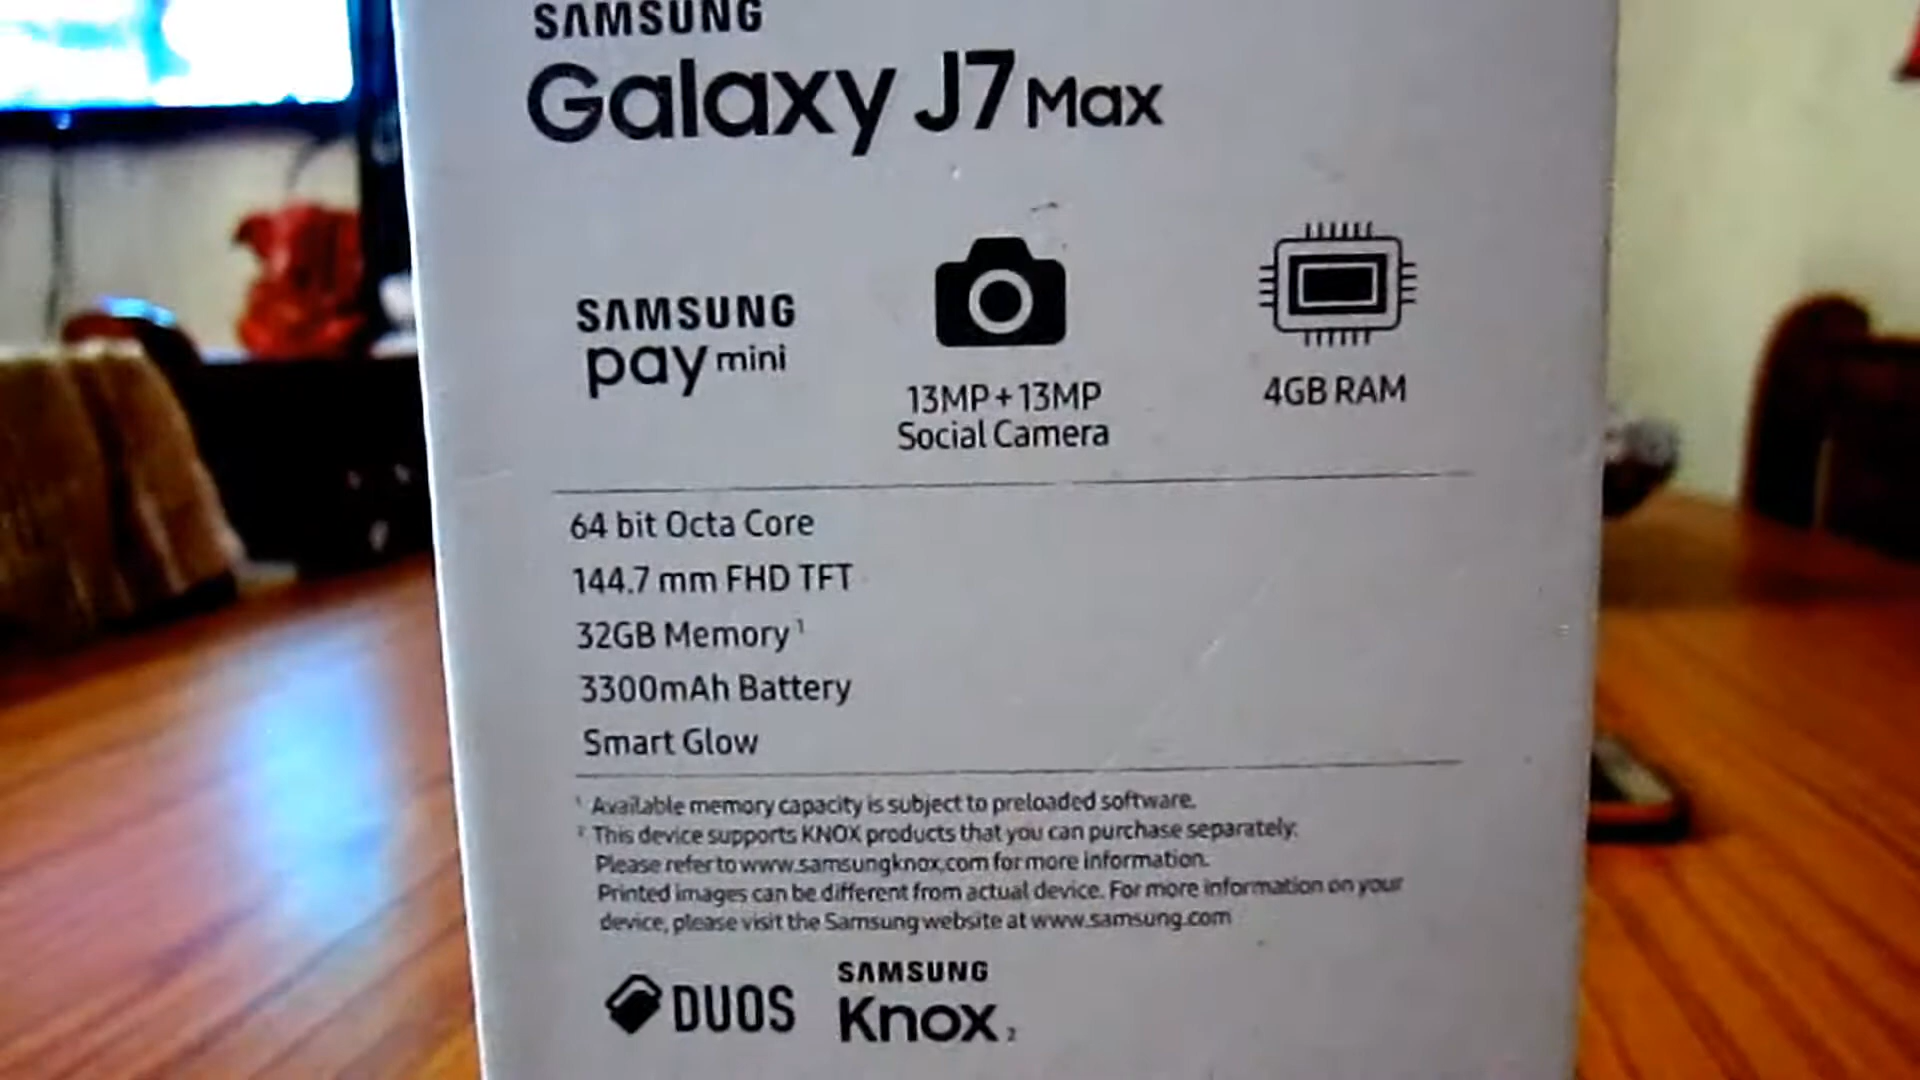 SAMSUNG
Galaxy J7 Max
SAMSUNG
pay mini
13MP + 13MP
Social Camera
4GB RAM
64 bit Octa Core
144.7 mm FHD TFT
32GB Memory ¹
3300mAh Battery
Smart Glow
¹ Available memory capacity is subject to preloaded software.
² This device supports KNOX products that you can purchase separately.
Please refer to www.samsungknox.com for more information.
Printed images can be different from actual device. For more information on your
device, please visit the Samsung website at www.samsung.com
DUOS
SAMSUNG
Knox ₂